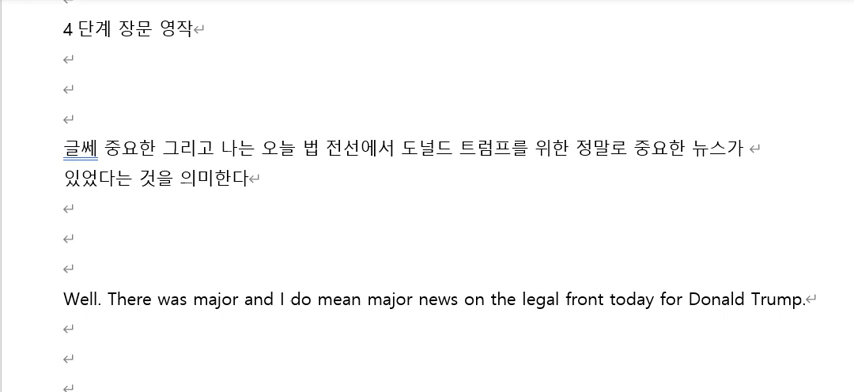 4 단계 장문 영작
글쎄 중요한 그리고 나는 오늘 법 전선에서 도널드 트럼프를 위한 정말로 중요한 뉴스가
있었다는 것을 의미한다
Well. There was major and I do mean major news on the legal front today for Donald Trump.